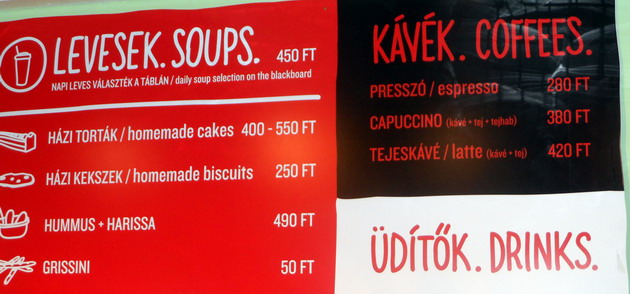 LEVESEK. SOUPS. 450 FT
NAPI LEVES VÁLASZTÉK A TÁBLÁN / daily soup selection on the blackboard
HÁZI TORTÁK / homemade cakes 400 - 550 FT
HÁZI KEKSZEK / homemade biscuits 250 FT
HUMMUS + HARISSA 490 FT
GRISSINI 50 FT
KÁVÉK. COFFEES.
PRESSZÓ / espresso 280 FT
CAPUCCINO (kávé + tej + tejhab) 380 FT
TEJESKÁVÉ / latte (kávé + tej) 420 FT
ÜDÍTŐK. DRINKS.